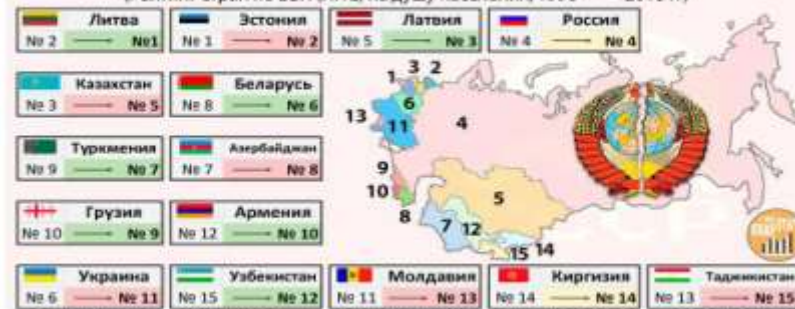 Литва
№ 2 → №1
Эстония
№ 1 → № 2
Латвия
№ 5 → № 3
Россия
№ 4 → № 4
Казахстан
№ 3 → № 5
Беларусь
№ 8 → № 6
Туркмения
№ 9 → № 7
Азербайджан
№ 7 → № 8
Грузия
№ 10 → № 9
Армения
№ 12 → № 10
Украина
№ 6 → № 11
Узбекистан
№ 15 → № 12
Молдавия
№ 11 → № 13
Киргизия
№ 14 → № 14
Таджикистан
№ 13 → № 15
1
3
2
6
13
11
4
9
10
8
5
7
12
14
15